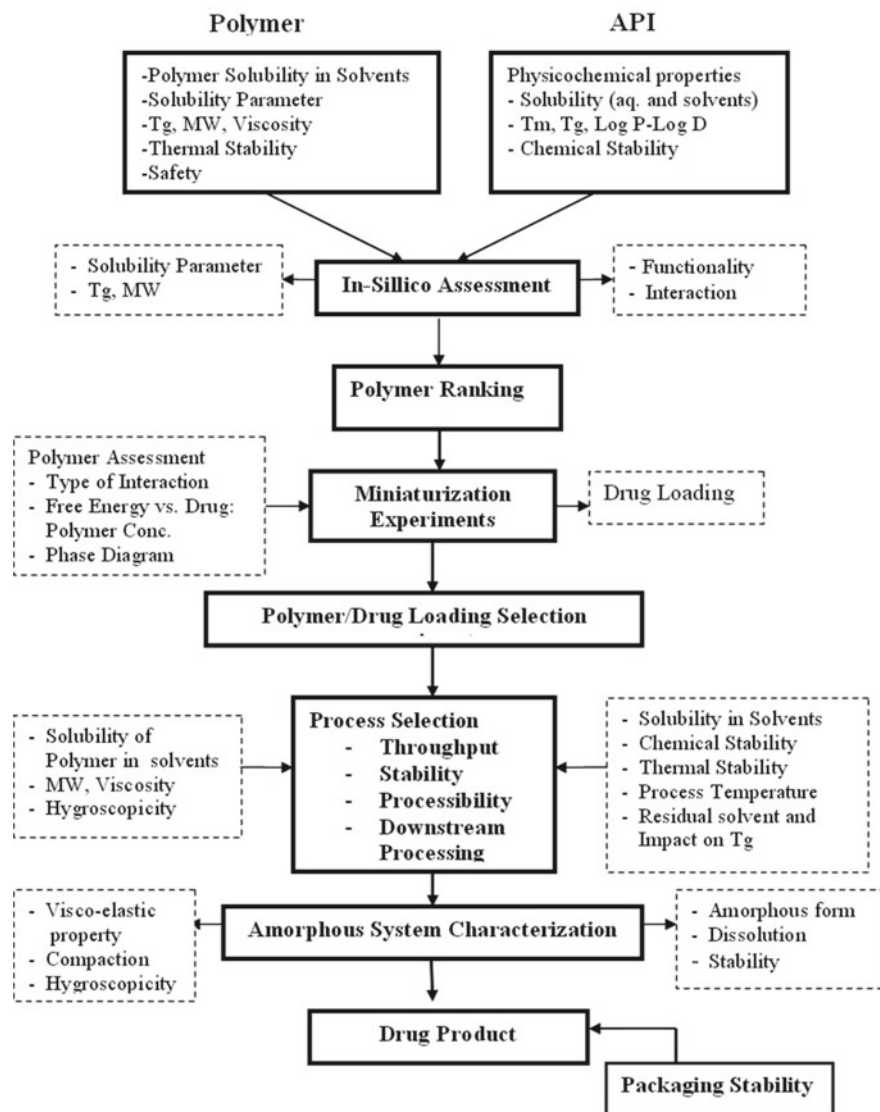 Polymer
API
-Polymer Solubility in Solvents
-Solubility Parameter
-Tg, MW, Viscosity
-Thermal Stability
-Safety
Physicochemical properties
- Solubility (aq. and solvents)
- Tm, Tg, Log P-Log D
- Chemical Stability
- Solubility Parameter
- Tg, MW
In-Sillico Assessment
- Functionality
- Interaction
Polymer Ranking
Polymer Assessment
- Type of Interaction
- Free Energy vs. Drug:
Polymer Conc.
- Phase Diagram
Miniaturization
Experiments
Drug Loading
Polymer/Drug Loading Selection
- Solubility of
Polymer in solvents
- MW, Viscosity
- Hygroscopicity
Process Selection
- Throughput
- Stability
- Processibility
- Downstream
Processing
- Solubility in Solvents
- Chemical Stability
- Thermal Stability
- Process Temperature
- Residual solvent and
Impact on Tg
- Visco-elastic
property
- Compaction
- Hygroscopicity
Amorphous System Characterization
- Amorphous form
- Dissolution
- Stability
Drug Product
Packaging Stability